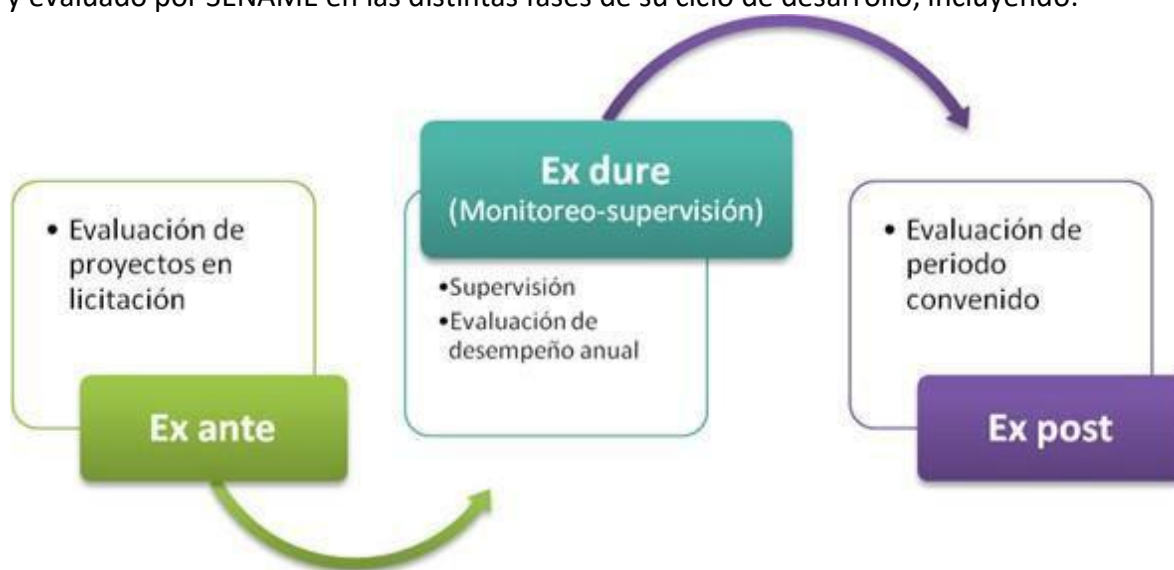 y evaluado por SENAME en las distintas fases de su ciclo de desarrollo, incluyendo:
• Evaluación de
proyectos en
licitación
Ex ante
Ex dure
(Monitoreo-supervisión)
•Supervisión
•Evaluación de
desempeño anual
• Evaluación de
periodo
convenido
Ex post